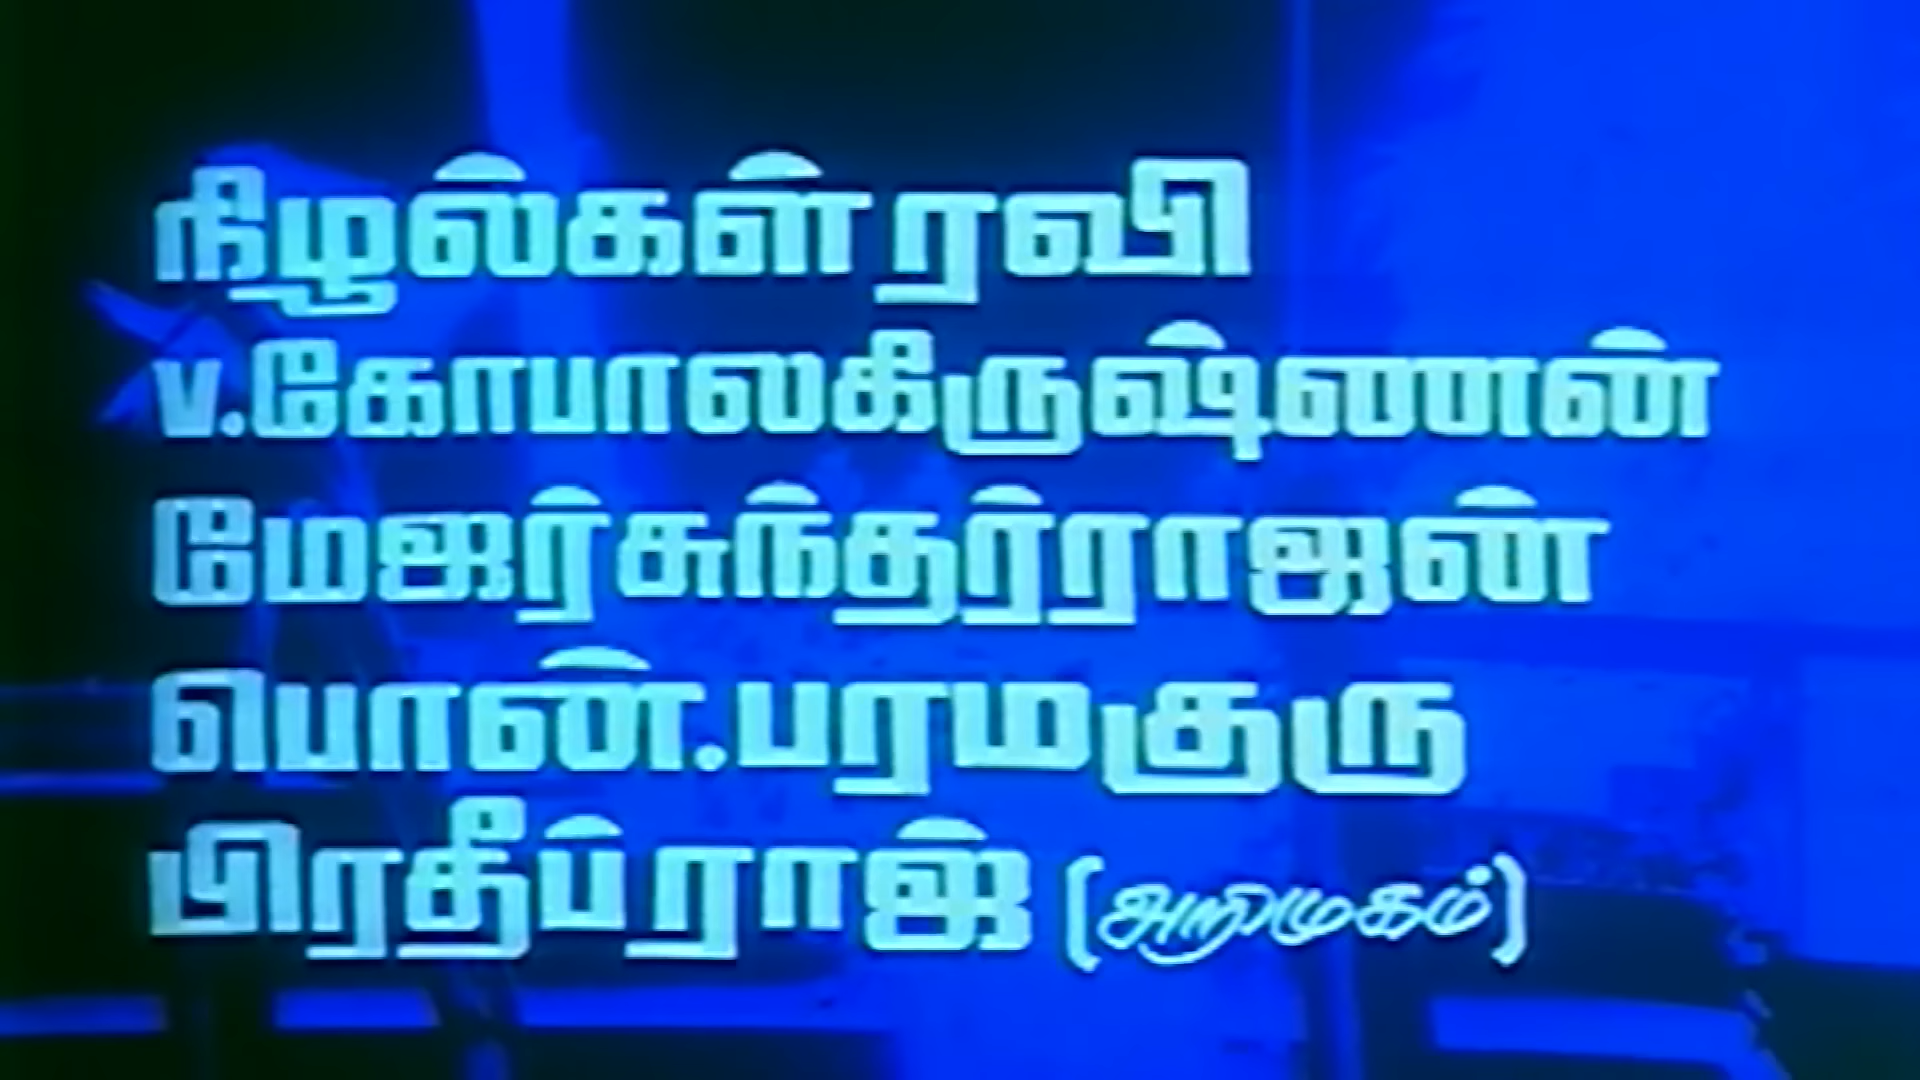 நிழல்கள் ரவி
v.கோபாலகிருஷ்ணன்
மேஜர்சுந்தர்ராஜன்
பொன்.பரமகுரு
பிரதீப்ராஜ் (அறிமுகம்)